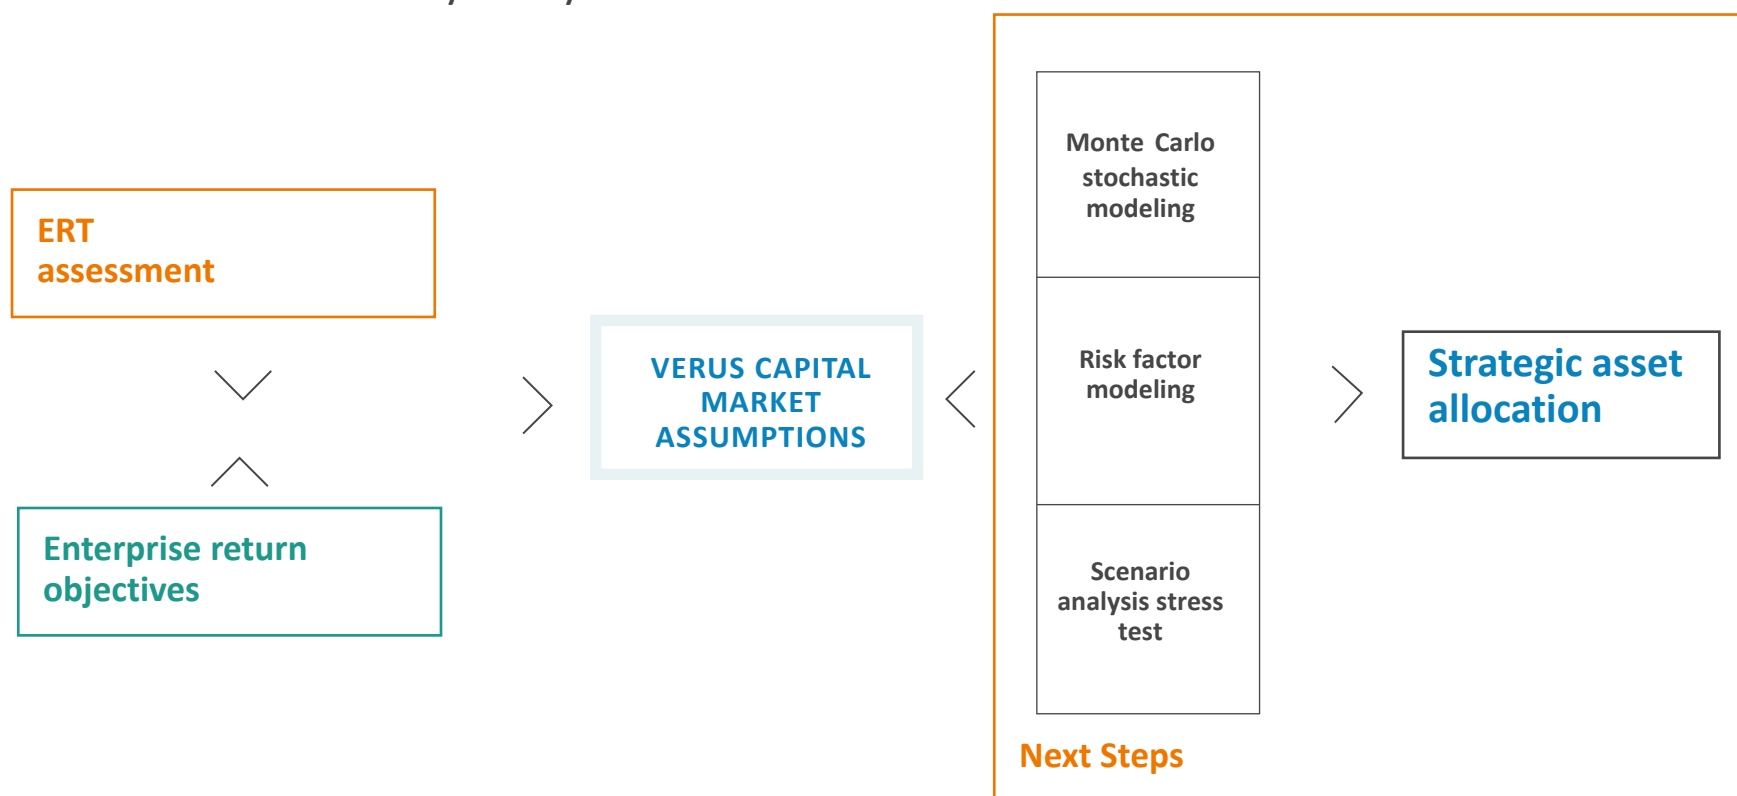 ERT
assessment
Enterprise return
objectives
VERUS CAPITAL
MARKET
ASSUMPTIONS
Monte Carlo
stochastic
modeling
Risk factor
modeling
Scenario
analysis stress
test
Strategic asset
allocation
Next Steps